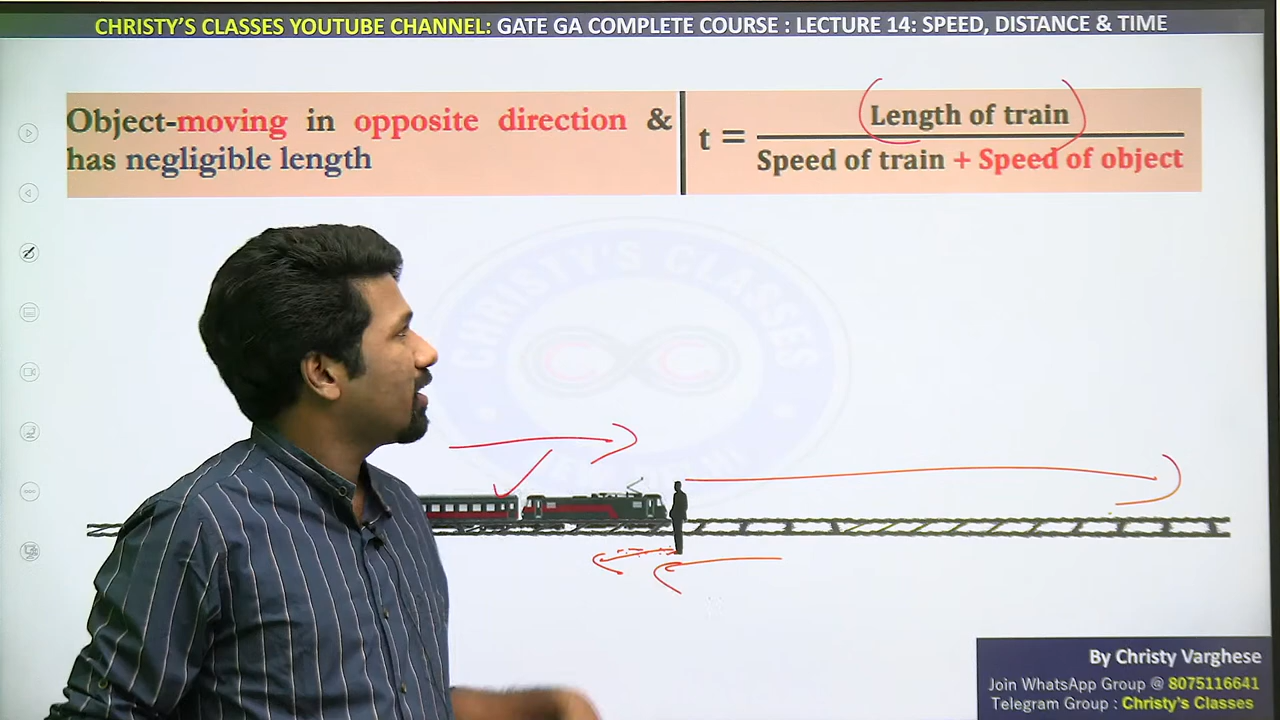 CHRISTY'S CLASSES YOUTUBE CHANNEL: GATE GA COMPLETE COURSE : LECTURE 14: SPEED, DISTANCE & TIME
Object-moving in opposite direction &
has negligible length
t = Length of train
Speed of train + Speed of object
CHRISTY'S CLASSES
By Christy Varghese
Join WhatsApp Group @ 8075116641
Telegram Group : Christy's Classes